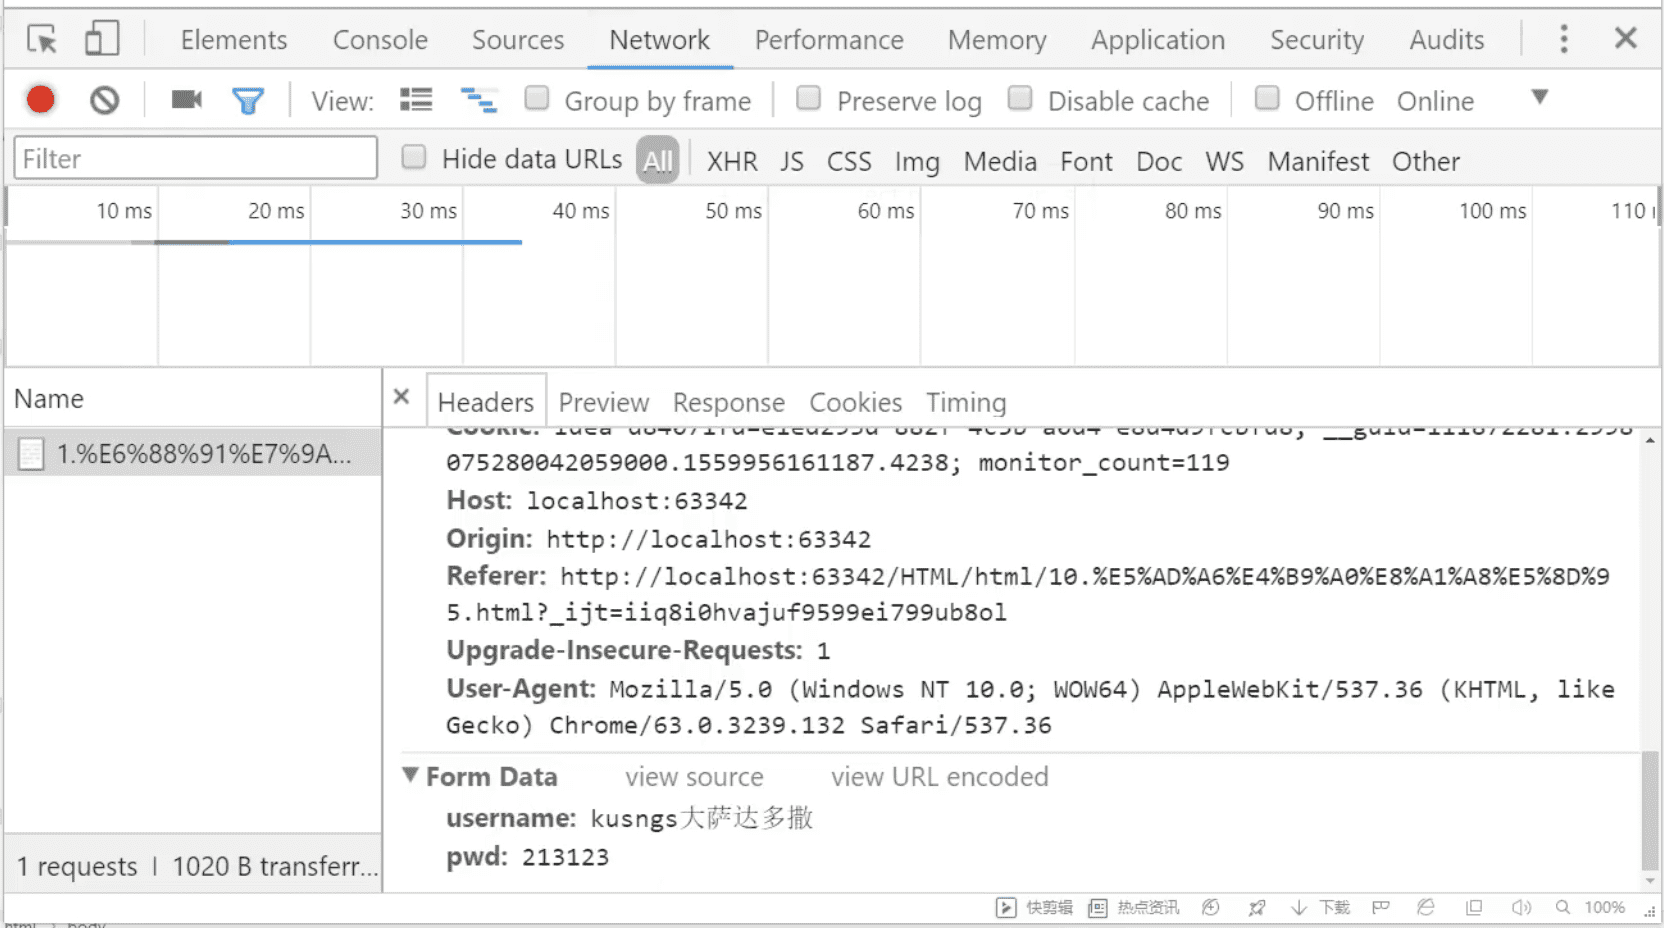 Elements Console Sources Network Performance Memory Application Security Audits
View: Group by frame Preserve log Disable cache Offline Online
Filter Hide data URLs All XHR JS CSS Img Media Font Doc WS Manifest Other
10 ms 20 ms 30 ms 40 ms 50 ms 60 ms 70 ms 80 ms 90 ms 100 ms 110
Name
Headers Preview Response Cookies Timing
1.%E6%88%91%E7%9A...
075280042059000.1559956161187.4238; monitor_count=119
Host: localhost:63342
Origin: http://localhost:63342
Referer: http://localhost:63342/HTML/html/10.%E5%AD%A6%E4%B9%A0%E8%A1%A8%E5%8D%9
5.html?_ijt=iiq8i0hvajuf9599ei799ub8ol
Upgrade-Insecure-Requests: 1
User-Agent: Mozilla/5.0 (Windows NT 10.0; WOW64) AppleWebKit/537.36 (KHTML, like
Gecko) Chrome/63.0.3239.132 Safari/537.36
Form Data view source view URL encoded
username: kusngs大萨达多撒
pwd: 213123
1 requests | 1020 B transferr...
快剪辑 热点资讯 下载 100%